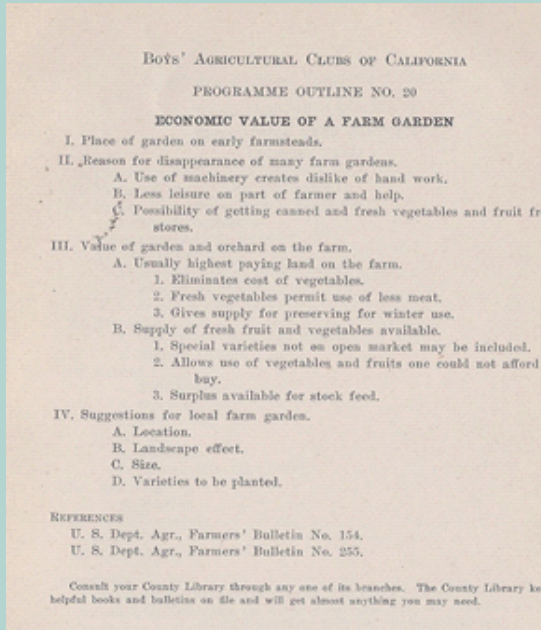 BOYS' AGRICULTURAL CLUBS OF CALIFORNIA
PROGRAMME OUTLINE NO. 20
ECONOMIC VALUE OF A FARM GARDEN
I. Place of garden on early farmsteads.
II. Reason for disappearance of many farm gardens.
A. Use of machinery creates dislike of hand work.
B. Less leisure on part of farmer and help.
C. Possibility of getting canned and fresh vegetables and fruit fr
stores.
III. Value of garden and orchard on the farm.
A. Usually highest paying land on the farm.
1. Eliminates cost of vegetables.
2. Fresh vegetables permit use of less meat.
3. Gives supply for preserving for winter use.
B. Supply of fresh fruit and vegetables available.
1. Special varieties not on open market may be included.
2. Allows use of vegetables and fruits one could not afford
buy.
3. Surplus available for stock feed.
IV. Suggestions for local farm garden.
A. Location.
B. Landscape effect.
C. Size.
D. Varieties to be planted.
REFERENCES
U. S. Dept. Agr., Farmers' Bulletin No. 154.
U. S. Dept. Agr., Farmers' Bulletin No. 255.
Consult your County Library through any one of its branches. The County Library ke
helpful books and bulletins on file and will get almost anything you may need.